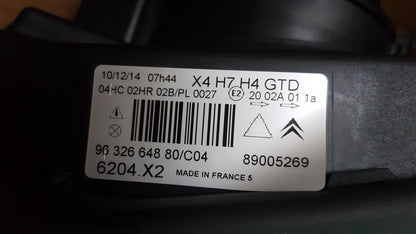 10/12/14 07h44 X4 H7 H4 GTD
04HC 02HR 02B/PL 0027 E2 20 02A 01 1a
96 326 648 80/C04 89005269
6204.X2 MADE IN FRANCE 5